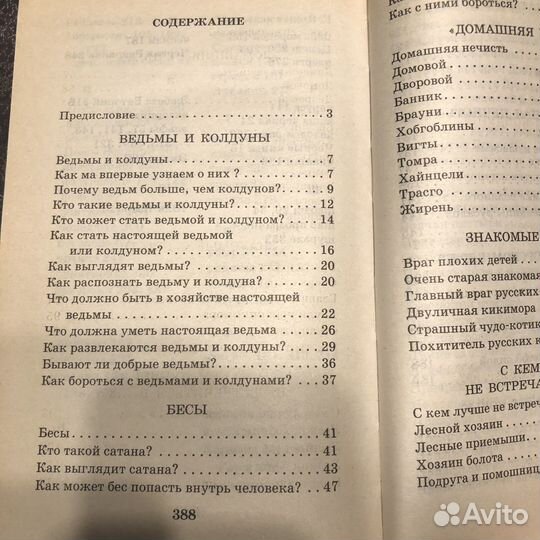 СОДЕРЖАНИЕ
Предисловие . . . . . . . . . . . . . . . . . . . . . . . . 3
ВЕДЬМЫ И КОЛДУНЫ
Ведьмы и колдуны. . . . . . . . . . . . . . . . . . . 7
Как ма впервые узнаем о них ? . . . . . . . . 7
Почему ведьм больше, чем колдунов? . . . 9
Кто такие ведьмы и колдуны? . . . . . . . . 12
Кто может стать ведьмой и колдуном? . . 14
Как стать настоящей ведьмой
или колдуном? . . . . . . . . . . . . . . . . . 16
Как выглядят ведьмы? . . . . . . . . . . . . . 20
Как распознать ведьму и колдуна? . . . . 20
Что должно быть в хозяйстве настоящей
ведьмы . . . . . . . . . . . . . . . . . . . . . . 22
Что должна уметь настоящая ведьма . . . 26
Как развлекаются ведьмы и колдуны? . . . 29
Бывают ли добрые ведьмы? . . . . . . . . . . 36
Как бороться с ведьмами и колдунами? . . . 37
БЕСЫ
Бесы. . . . . . . . . . . . . . . . . . . . . . . . . . . 41
Кто такой сатана? . . . . . . . . . . . . . . . . . 41
Как выглядит сатана? . . . . . . . . . . . . . . 43
Как может бес попасть внутрь человека? . . 47
388
Как с ними бороться?
«ДОМАШНЯЯ
Домашняя нечисть . . . . . . .
Домовой . . . . . . . . . . . .
Дворовой . . . . . . . . . . .
Банник . . . . . . . . . . . .
Брауни . . . . . . . . . . . .
Хобгоблины . . . . . . . . .
Вигты . . . . . . . . . . . . .
Томра . . . . . . . . . . . . .
Хайнцели . . . . . . . . . . .
Трасго . . . . . . . . . . . . .
Жирень . . . . . . . . . . . .
ЗНАКОМЫЕ
Враг плохих детей . . . . .
Очень старая знакомая
Главный враг русских
Двуличная кикимора
Страшный чудо-котик
Похититель русских к
С КЕМ
НЕ ВСТРЕЧА
С кем лучше не встреч
Лесной хозяин . . . . . .
Лесные приемыши. . . .
Хозяин болота . . . . . .
Подруга и помощниц
Avito